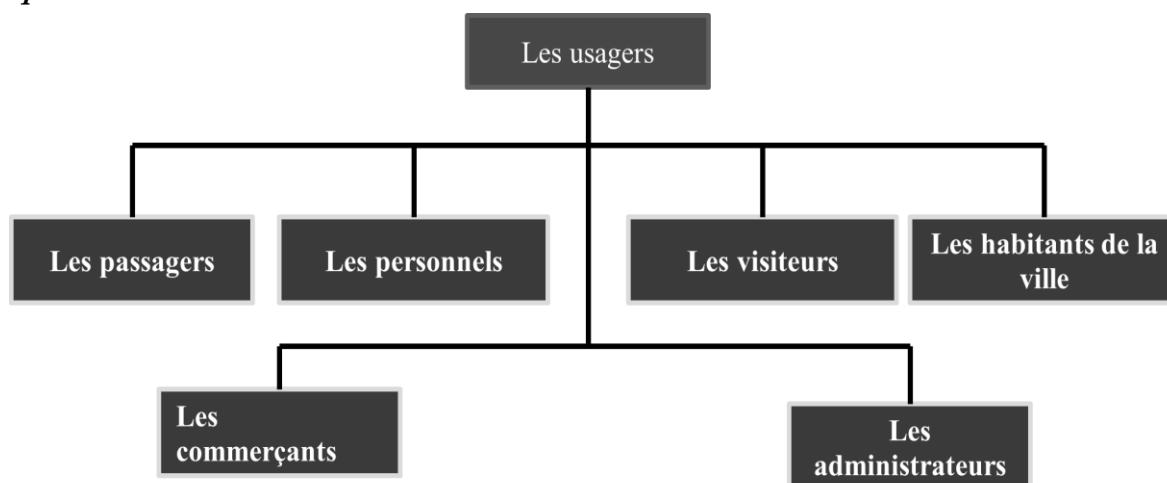 Les usagers
Les passagers
Les personnels
Les visiteurs
Les habitants de la
ville
Les
commerçants
Les
administrateurs